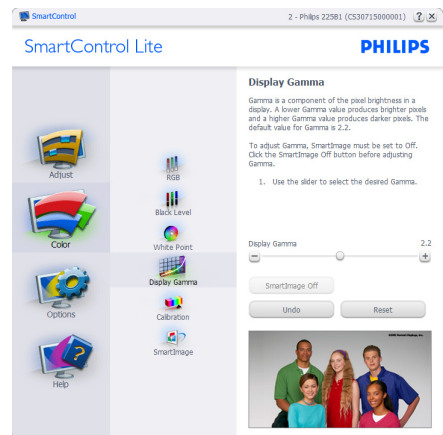 SmartControl
2 - Philips 225B1 (CS30715000001)
? x
SmartControl Lite
PHILIPS
Adjust
Color
Options
Help
RGB
Black Level
White Point
Display Gamma
Calibration
SmartImage
Display Gamma
Gamma is a component of the pixel brightness in a
display. A lower Gamma value produces brighter pixels
and a higher Gamma value produces darker pixels. The
default value for Gamma is 2.2.
To adjust Gamma, SmartImage must be set to Off.
Click the SmartImage Off button before adjusting
Gamma.
1. Use the slider to select the desired Gamma.
Display Gamma 2.2
SmartImage Off
Undo Reset